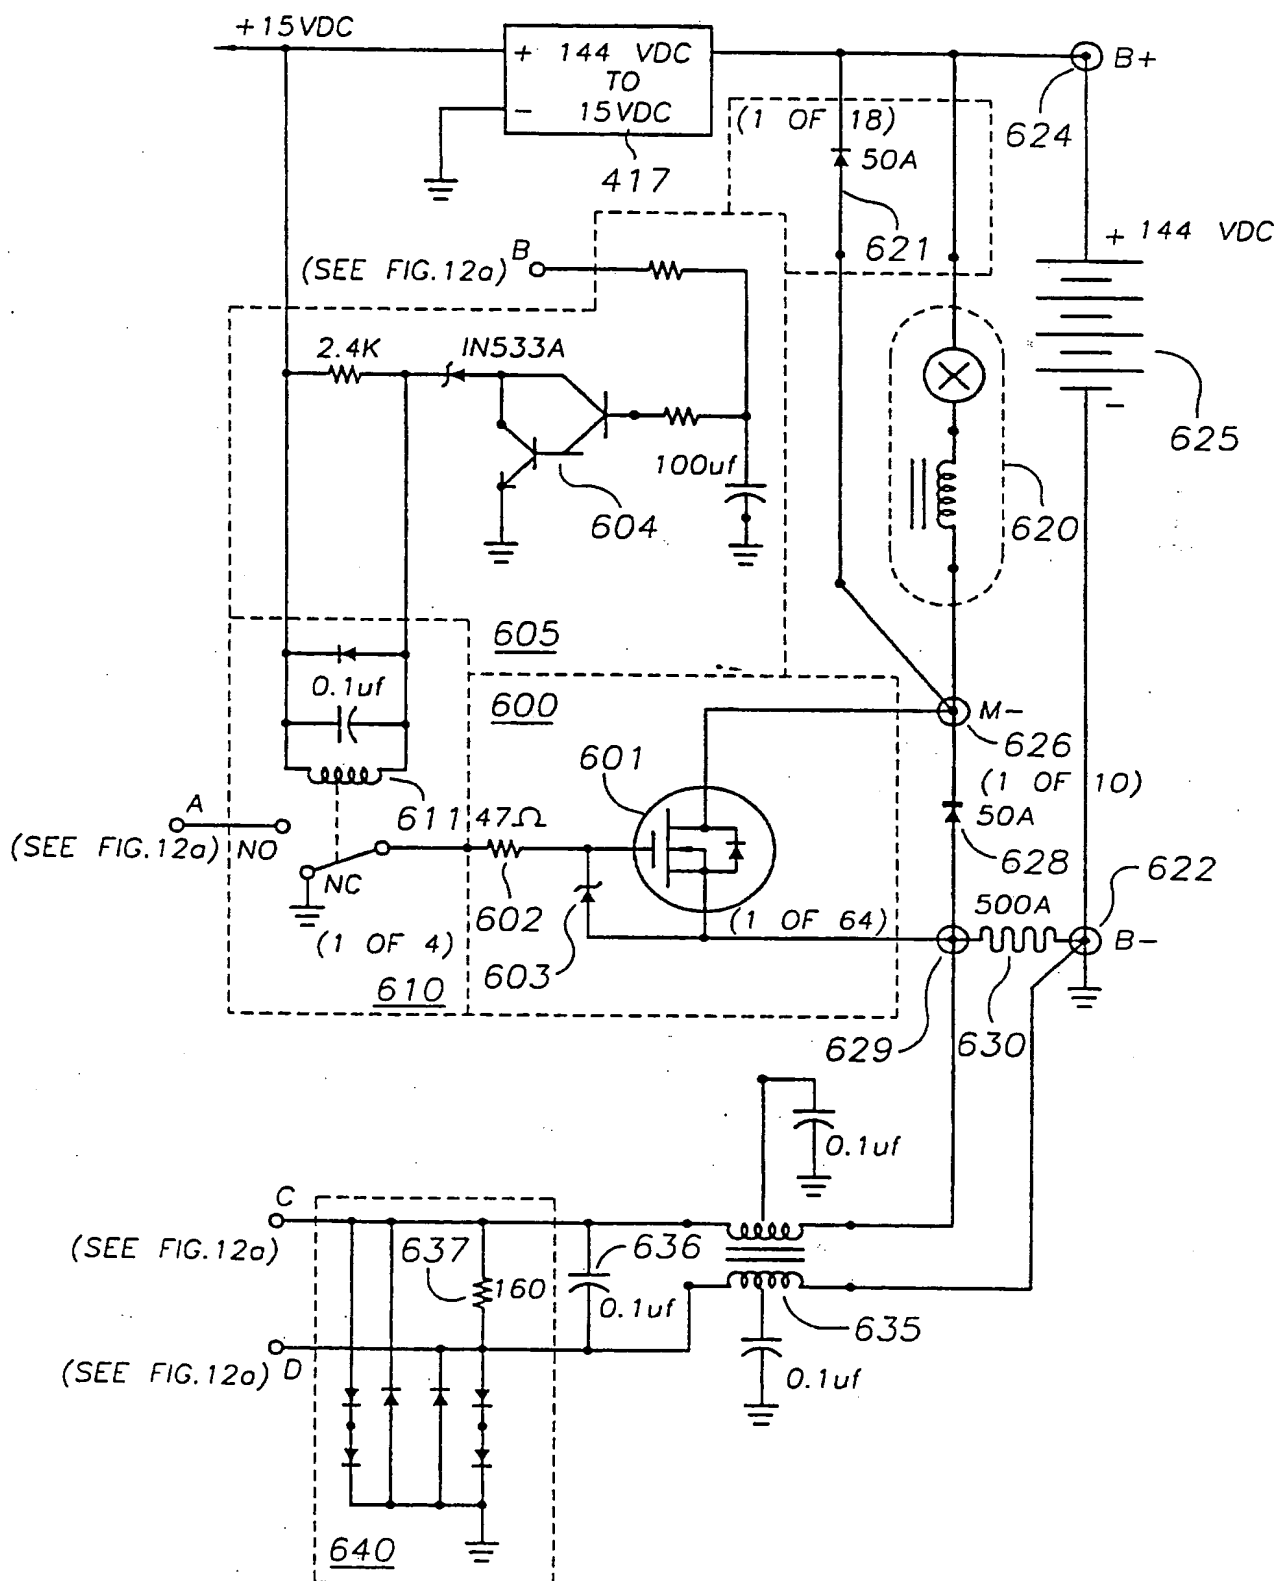 +15VDC
+ 144 VDC
TO
- 15VDC
417
B+
624
(1 OF 18)
50A
621
+ 144 VDC
-
625
B
(SEE FIG.12a)
2.4K
IN533A
100uf
604
620
605
0.1uf
600
601
M-
626
(1 OF 10)
50A
628
A
(SEE FIG.12a) NO
611
47Ω
NC
602
(1 OF 64)
500A
622
B-
(1 OF 4)
603
610
629
630
0.1uf
C
(SEE FIG.12a)
637
160
636
0.1uf
635
(SEE FIG.12a) D
0.1uf
640